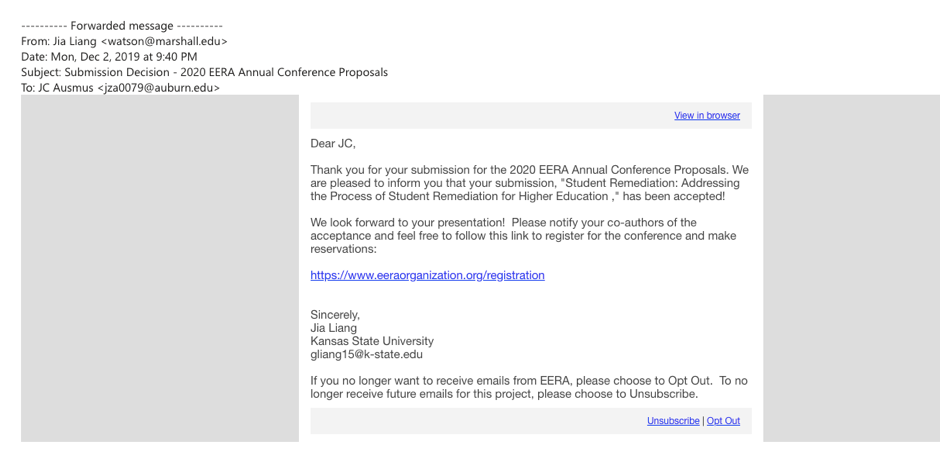 ---------- Forwarded message ----------
From: Jia Liang <watson@marshall.edu>
Date: Mon, Dec 2, 2019 at 9:40 PM
Subject: Submission Decision - 2020 EERA Annual Conference Proposals
To: JC Ausmus <jza0079@auburn.edu>
View in browser
Dear JC,
Thank you for your submission for the 2020 EERA Annual Conference Proposals. We
are pleased to inform you that your submission, "Student Remediation: Addressing
the Process of Student Remediation for Higher Education ," has been accepted!
We look forward to your presentation!  Please notify your co-authors of the
acceptance and feel free to follow this link to register for the conference and make
reservations:
https://www.eeraorganization.org/registration
Sincerely,
Jia Liang
Kansas State University
gliang15@k-state.edu
If you no longer want to receive emails from EERA, please choose to Opt Out.  To no
longer receive future emails for this project, please choose to Unsubscribe.
Unsubscribe | Opt Out